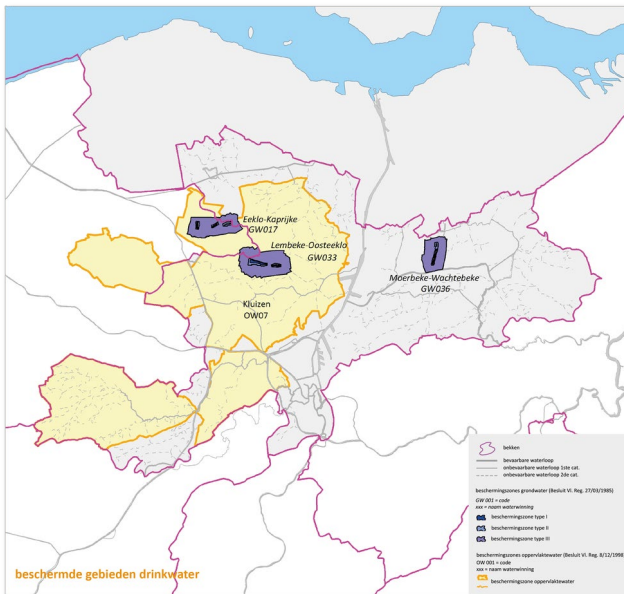 Eeklo-Kaprijke
GW017
Lembeke-Oosteeklo
GW033
Moerbeke-Wachtebeke
GW036
Kluizen
OW07
bekken
bevaarbare waterloop
onbevaarbare waterloop 1ste cat.
onbevaarbare waterloop 2de cat.
beschermingszones grondwater (Besluit Vl. Reg. 27/03/1985)
GW 001 = code
xxx = naam waterwinning
beschermingszone type I
beschermingszone type II
beschermingszone type III
beschermingszones oppervlaktewater (Besluit Vl. Reg. 8/12/1998)
OW 001 = code
xxx = naam waterwinning
beschermingszone oppervlaktewater
beschermde gebieden drinkwater